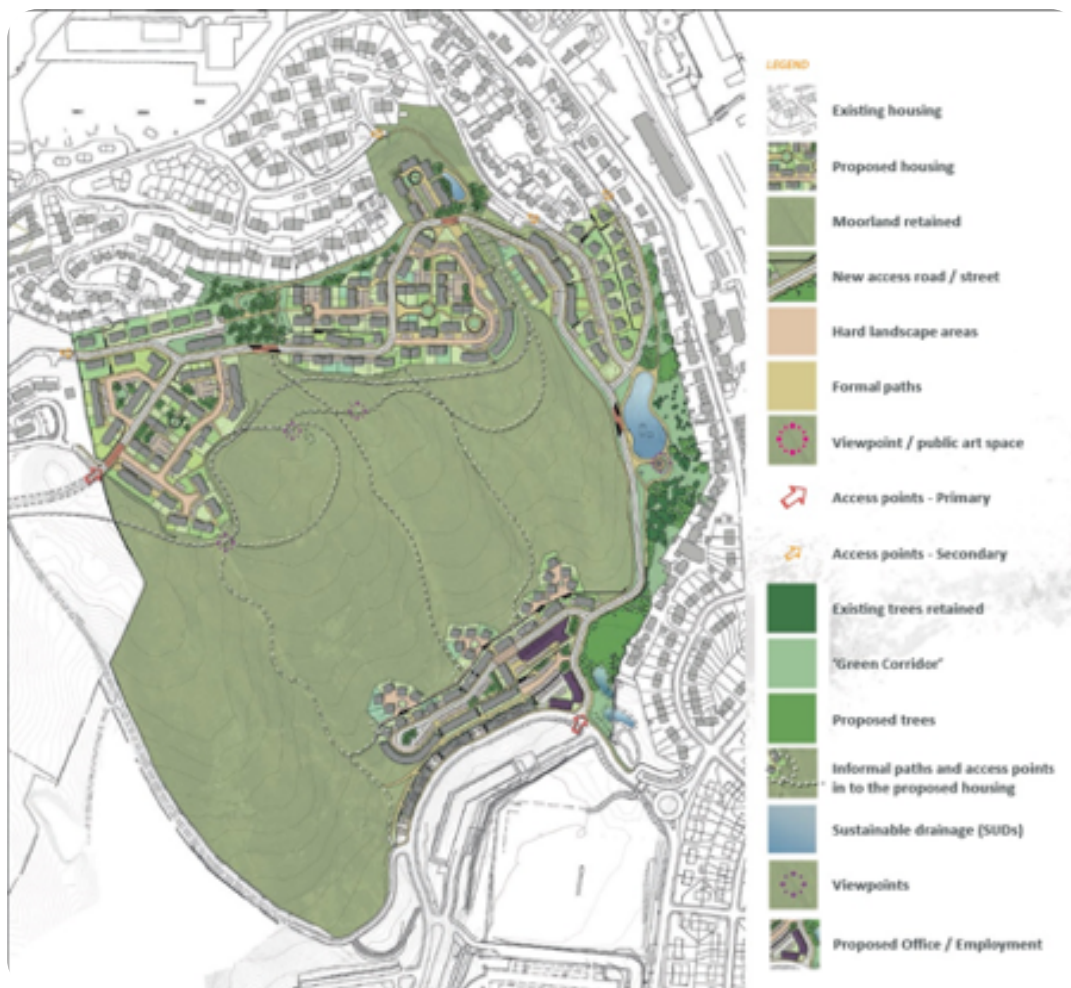 LEGEND
Existing housing
Proposed housing
Moorland retained
New access road / street
Hard landscape areas
Formal paths
Viewpoint / public art space
Access points - Primary
Access points - Secondary
Existing trees retained
'Green Corridor'
Proposed trees
Informal paths and access points
in to the proposed housing
Sustainable drainage (SUDs)
Viewpoints
Proposed Office / Employment